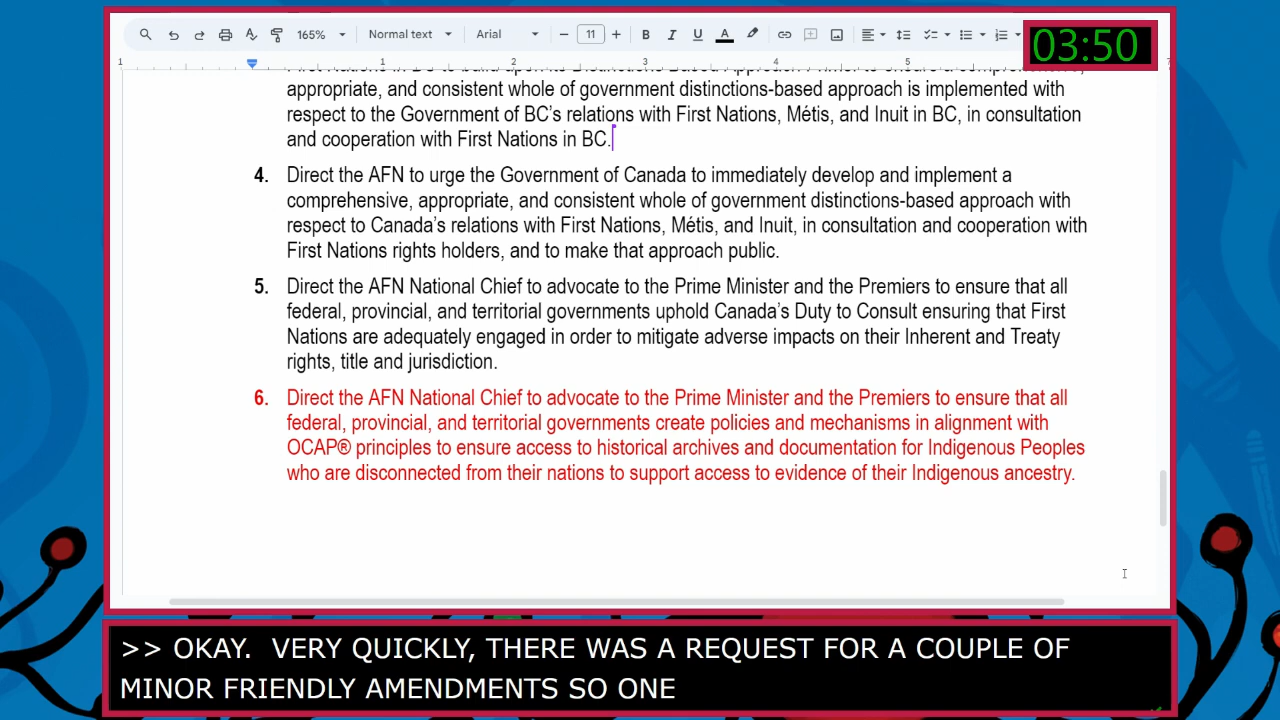 165% Normal text Arial 11 B I U A
03:50
1 1 2 3 4 5
appropriate, and consistent whole of government distinctions-based approach is implemented with
respect to the Government of BC's relations with First Nations, Métis, and Inuit in BC, in consultation
and cooperation with First Nations in BC.
4. Direct the AFN to urge the Government of Canada to immediately develop and implement a
comprehensive, appropriate, and consistent whole of government distinctions-based approach with
respect to Canada's relations with First Nations, Métis, and Inuit, in consultation and cooperation with
First Nations rights holders, and to make that approach public.
5. Direct the AFN National Chief to advocate to the Prime Minister and the Premiers to ensure that all
federal, provincial, and territorial governments uphold Canada's Duty to Consult ensuring that First
Nations are adequately engaged in order to mitigate adverse impacts on their Inherent and Treaty
rights, title and jurisdiction.
6. Direct the AFN National Chief to advocate to the Prime Minister and the Premiers to ensure that all
federal, provincial, and territorial governments create policies and mechanisms in alignment with
OCAP® principles to ensure access to historical archives and documentation for Indigenous Peoples
who are disconnected from their nations to support access to evidence of their Indigenous ancestry.
>> OKAY. VERY QUICKLY, THERE WAS A REQUEST FOR A COUPLE OF
MINOR FRIENDLY AMENDMENTS SO ONE